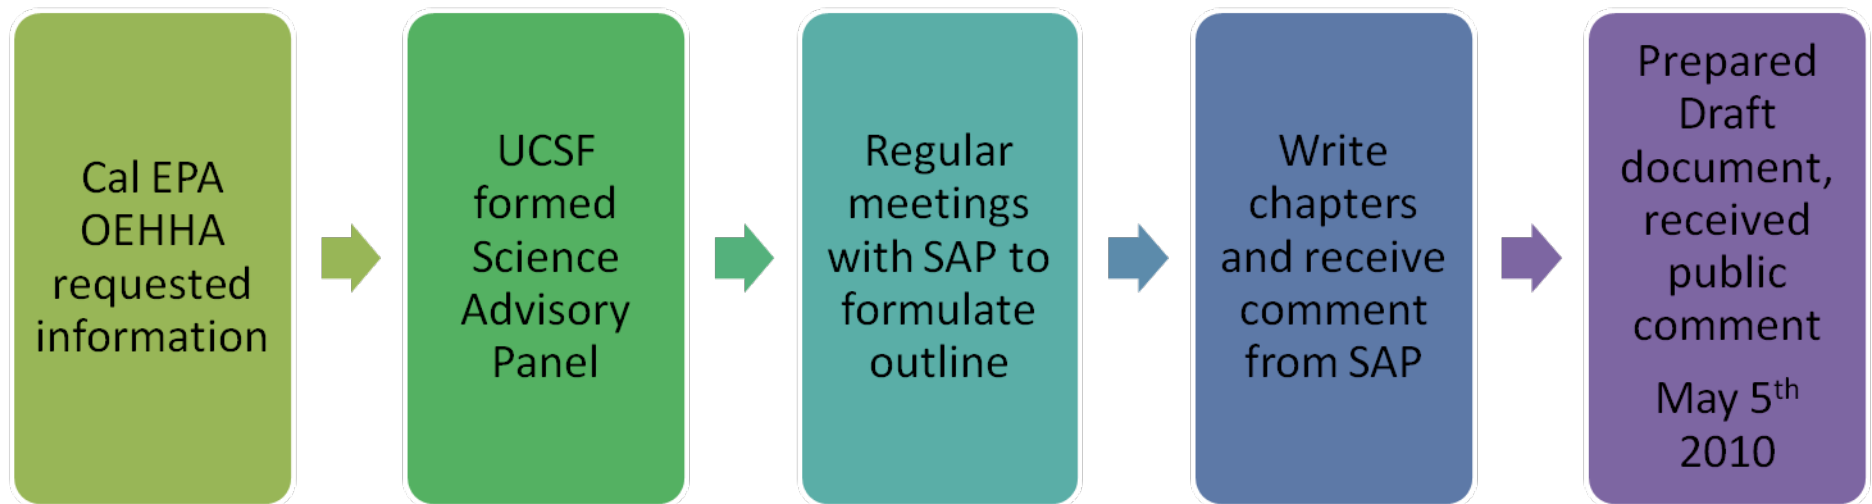 Cal EPA
OEHHA
requested
information
UCSF
formed
Science
Advisory
Panel
Regular
meetings
with SAP to
formulate
outline
Write
chapters
and receive
comment
from SAP
Prepared
Draft
document,
received
public
comment
May 5th
2010